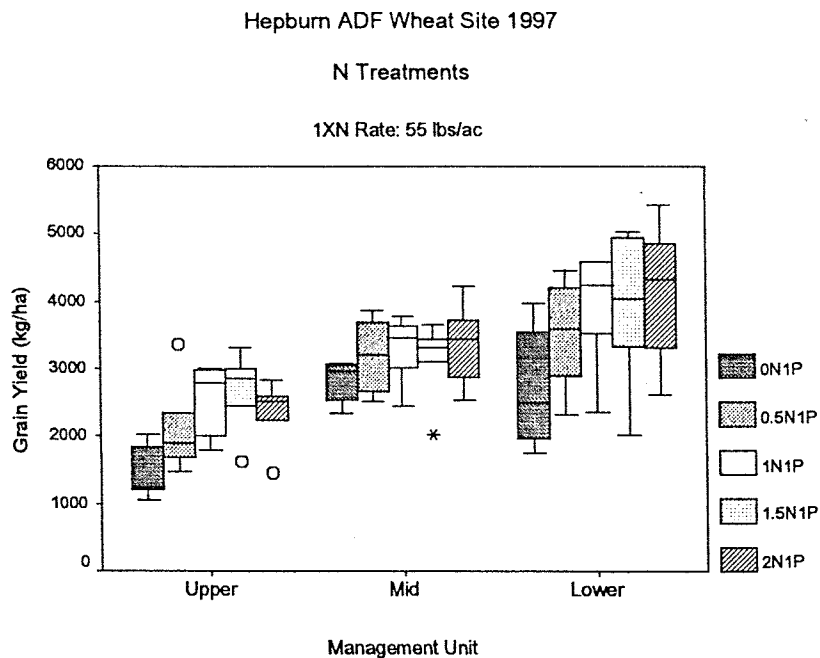 Hepburn ADF Wheat Site 1997
N Treatments
1XN Rate: 55 lbs/ac
6000
5000
4000
3000
2000
1000
0
Grain Yield (kg/ha)
Upper
Mid
Lower
Management Unit
0N1P
0.5N1P
1N1P
1.5N1P
2N1P